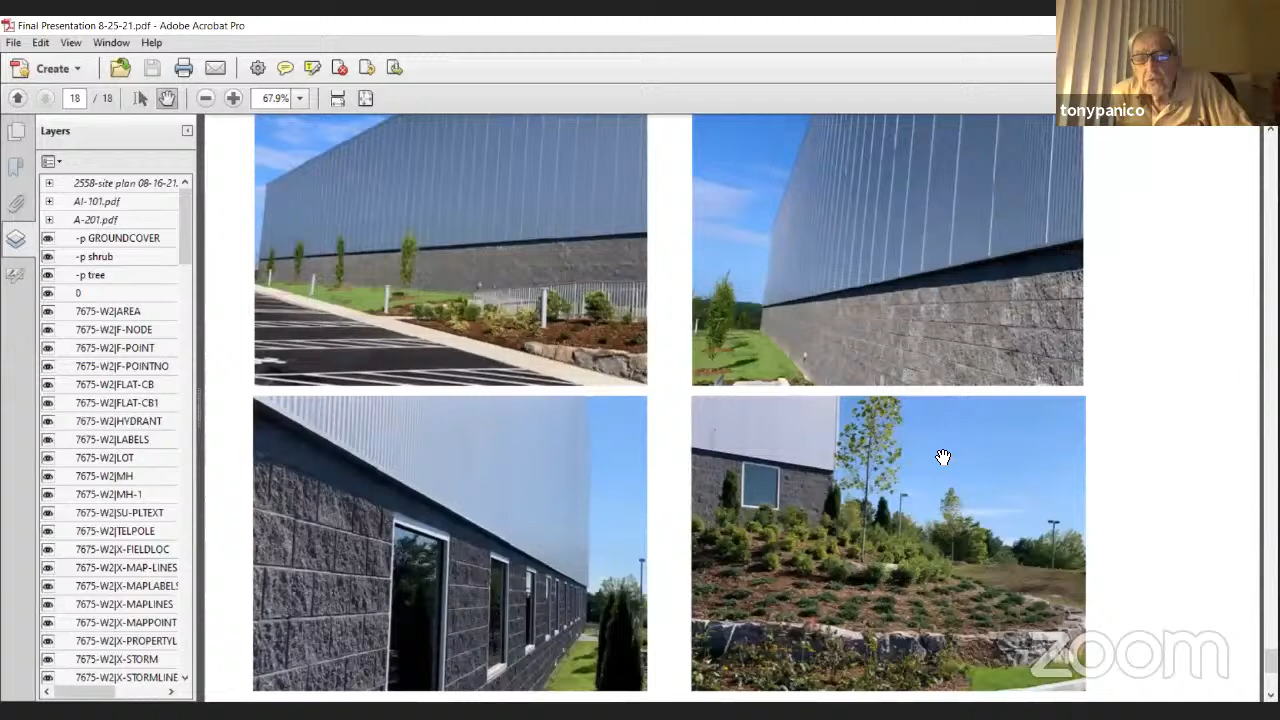 Final Presentation 8-25-21.pdf - Adobe Acrobat Pro
File Edit View Window Help
Create
18 / 18 67.9%
tonypanico
Layers
2558-site plan 08-16-21.
AI-101.pdf
A-201.pdf
-p GROUNDCOVER
-p shrub
-p tree
0
7675-W2|AREA
7675-W2|F-NODE
7675-W2|F-POINT
7675-W2|F-POINTNO
7675-W2|FLAT-CB
7675-W2|FLAT-CB1
7675-W2|HYDRANT
7675-W2|LABELS
7675-W2|LOT
7675-W2|MH
7675-W2|MH-1
7675-W2|SU-PLTEXT
7675-W2|TELPOLE
7675-W2|X-FIELDLOC
7675-W2|X-MAP-LINES
7675-W2|X-MAPLABELS
7675-W2|X-MAPLINES
7675-W2|X-MAPPOINT
7675-W2|X-PROPERTYL
7675-W2|X-STORM
7675-W2|X-STORMLINE
zoom